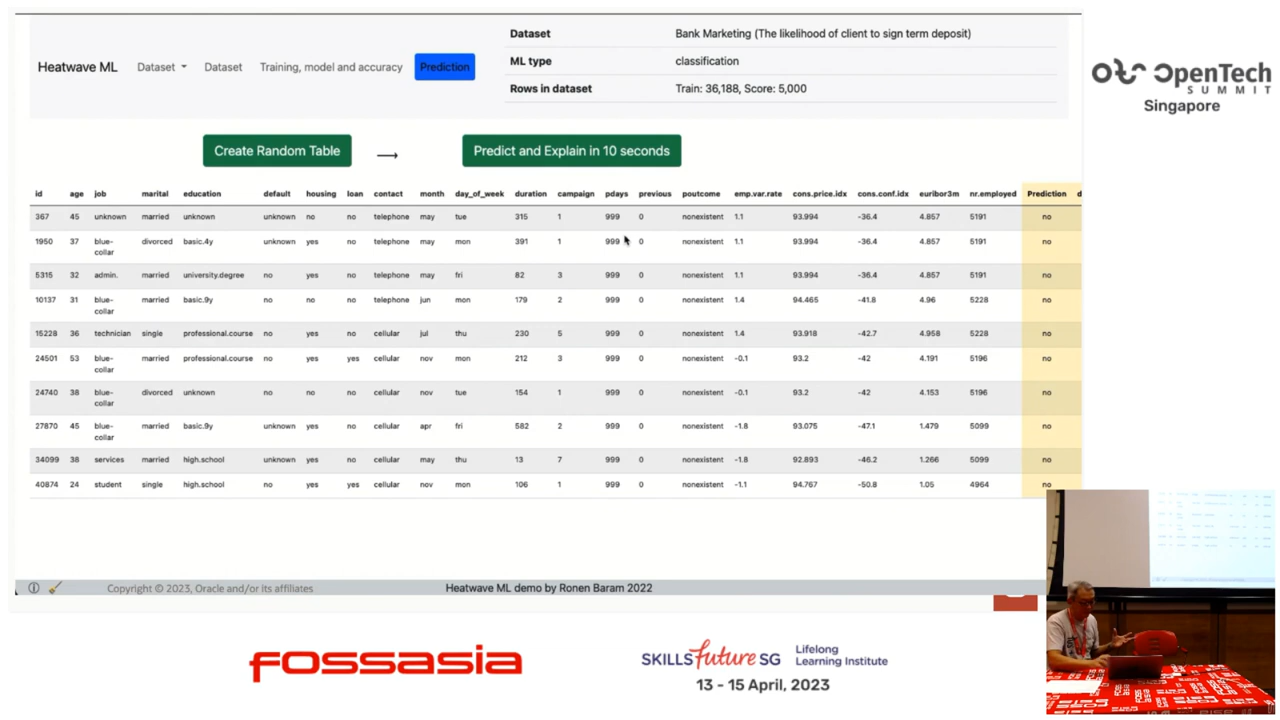 Dataset Bank Marketing (The likelihood of client to sign term deposit)
Heatwave ML Dataset Dataset Training, model and accuracy Prediction
ML type classification
Rows in dataset Train: 36,188, Score: 5,000
OpenTech
SUMMIT
Singapore
Create Random Table → Predict and Explain in 10 seconds
id age job marital education default housing loan contact month day_of_week duration campaign pdays previous poutcome emp.var.rate cons.price.idx cons.conf.idx euribor3m nr.employed Prediction d
367 45 unknown married unknown unknown no no telephone may tue 315 1 999 0 nonexistent 1.1 93.994 -36.4 4.857 5191 no
1950 37 blue-collar divorced basic.4y unknown yes no telephone may mon 391 1 999 0 nonexistent 1.1 93.994 -36.4 4.857 5191 no
5315 32 admin. married university.degree no yes no telephone may fri 82 3 999 0 nonexistent 1.1 93.994 -36.4 4.857 5191 no
10137 31 blue-collar married basic.9y no no no telephone jun mon 179 2 999 0 nonexistent 1.4 94.465 -41.8 4.96 5228 no
15228 36 technician single professional.course no yes no cellular jul thu 230 5 999 0 nonexistent 1.4 93.918 -42.7 4.958 5228 no
24501 53 blue-collar married professional.course no yes yes cellular nov mon 212 3 999 0 nonexistent -0.1 93.2 -42 4.191 5196 no
24740 38 blue-collar divorced unknown no no no cellular nov tue 154 1 999 0 nonexistent -0.1 93.2 -42 4.153 5196 no
27870 45 blue-collar married basic.9y unknown yes no cellular apr fri 582 2 999 0 nonexistent -1.8 93.075 -47.1 1.479 5099 no
34099 38 services married high.school unknown yes no cellular may thu 13 7 999 0 nonexistent -1.8 92.893 -46.2 1.266 5099 no
40874 24 student single high.school no yes yes cellular nov mon 106 1 999 0 nonexistent -1.1 94.767 -50.8 1.05 4964 no
Copyright © 2023, Oracle and/or its affiliates Heatwave ML demo by Ronen Baram 2022
FOSSASIA
SKILLS future SG Lifelong
Learning Institute
13 - 15 April, 2023